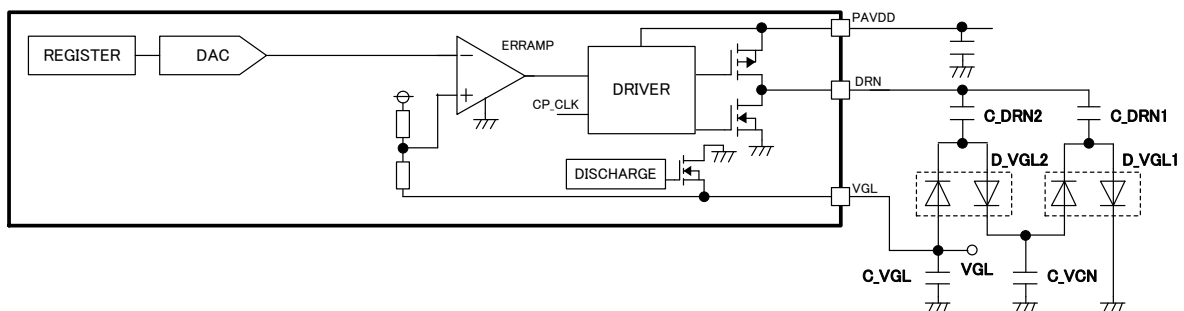 PAVDD
REGISTER
DAC
ERRAMP
DRIVER
CP_CLK
DRN
C_DRN2
C_DRN1
DISCHARGE
D_VGL2
D_VGL1
VGL
C_VGL
VGL
C_VCN